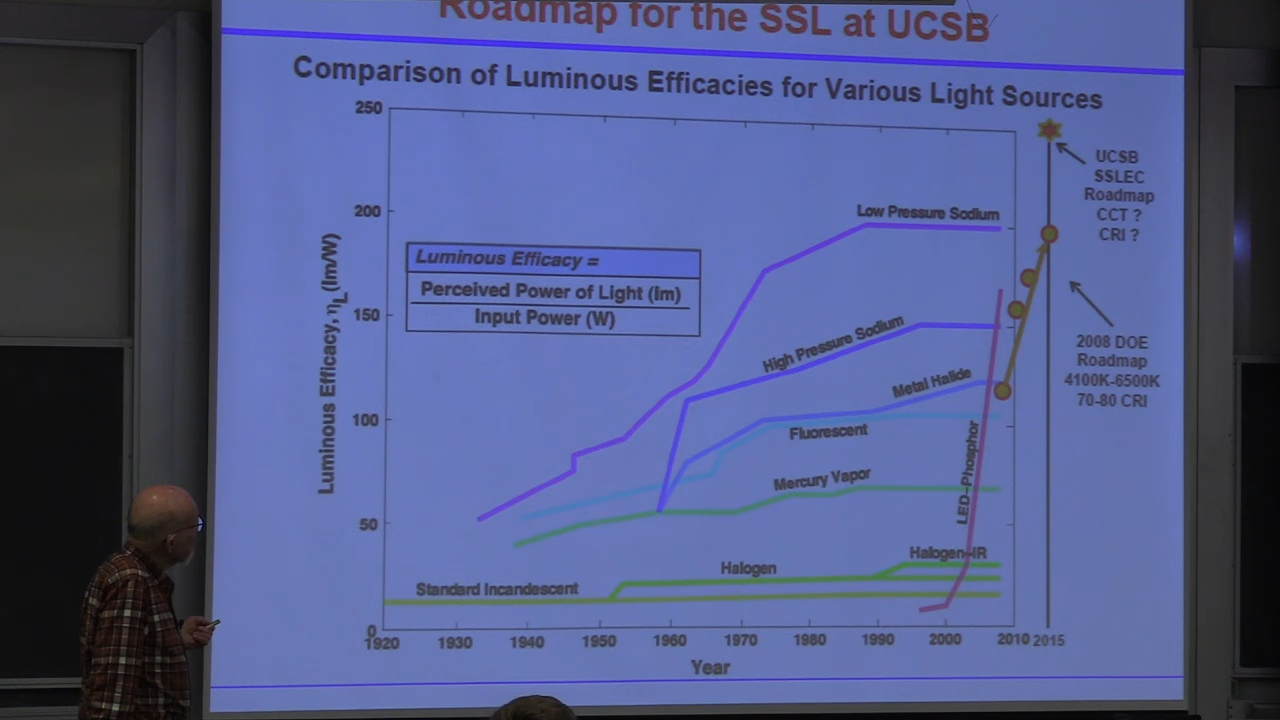 Roadmap for the SSL at UCSB
Comparison of Luminous Efficacies for Various Light Sources
250
200
150
100
50
0
Luminous Efficacy, ηL (lm/W)
Luminous Efficacy =
Perceived Power of Light (lm)
Input Power (W)
Low Pressure Sodium
High Pressure Sodium
Metal Halide
Fluorescent
Mercury Vapor
LED-Phosphor
Halogen-IR
Halogen
Standard Incandescent
UCSB
SSLEC
Roadmap
CCT ?
CRI ?
2008 DOE
Roadmap
4100K-6500K
70-80 CRI
1920 1930 1940 1950 1960 1970 1980 1990 2000 2010 2015
Year